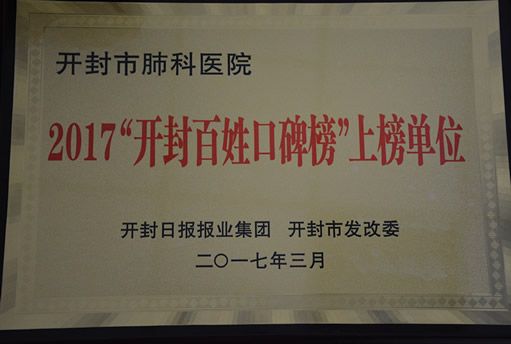 开封市肺科医院
2017“开封百姓口碑榜”上榜单位
开封日报报业集团 开封市发改委
二〇一七年三月